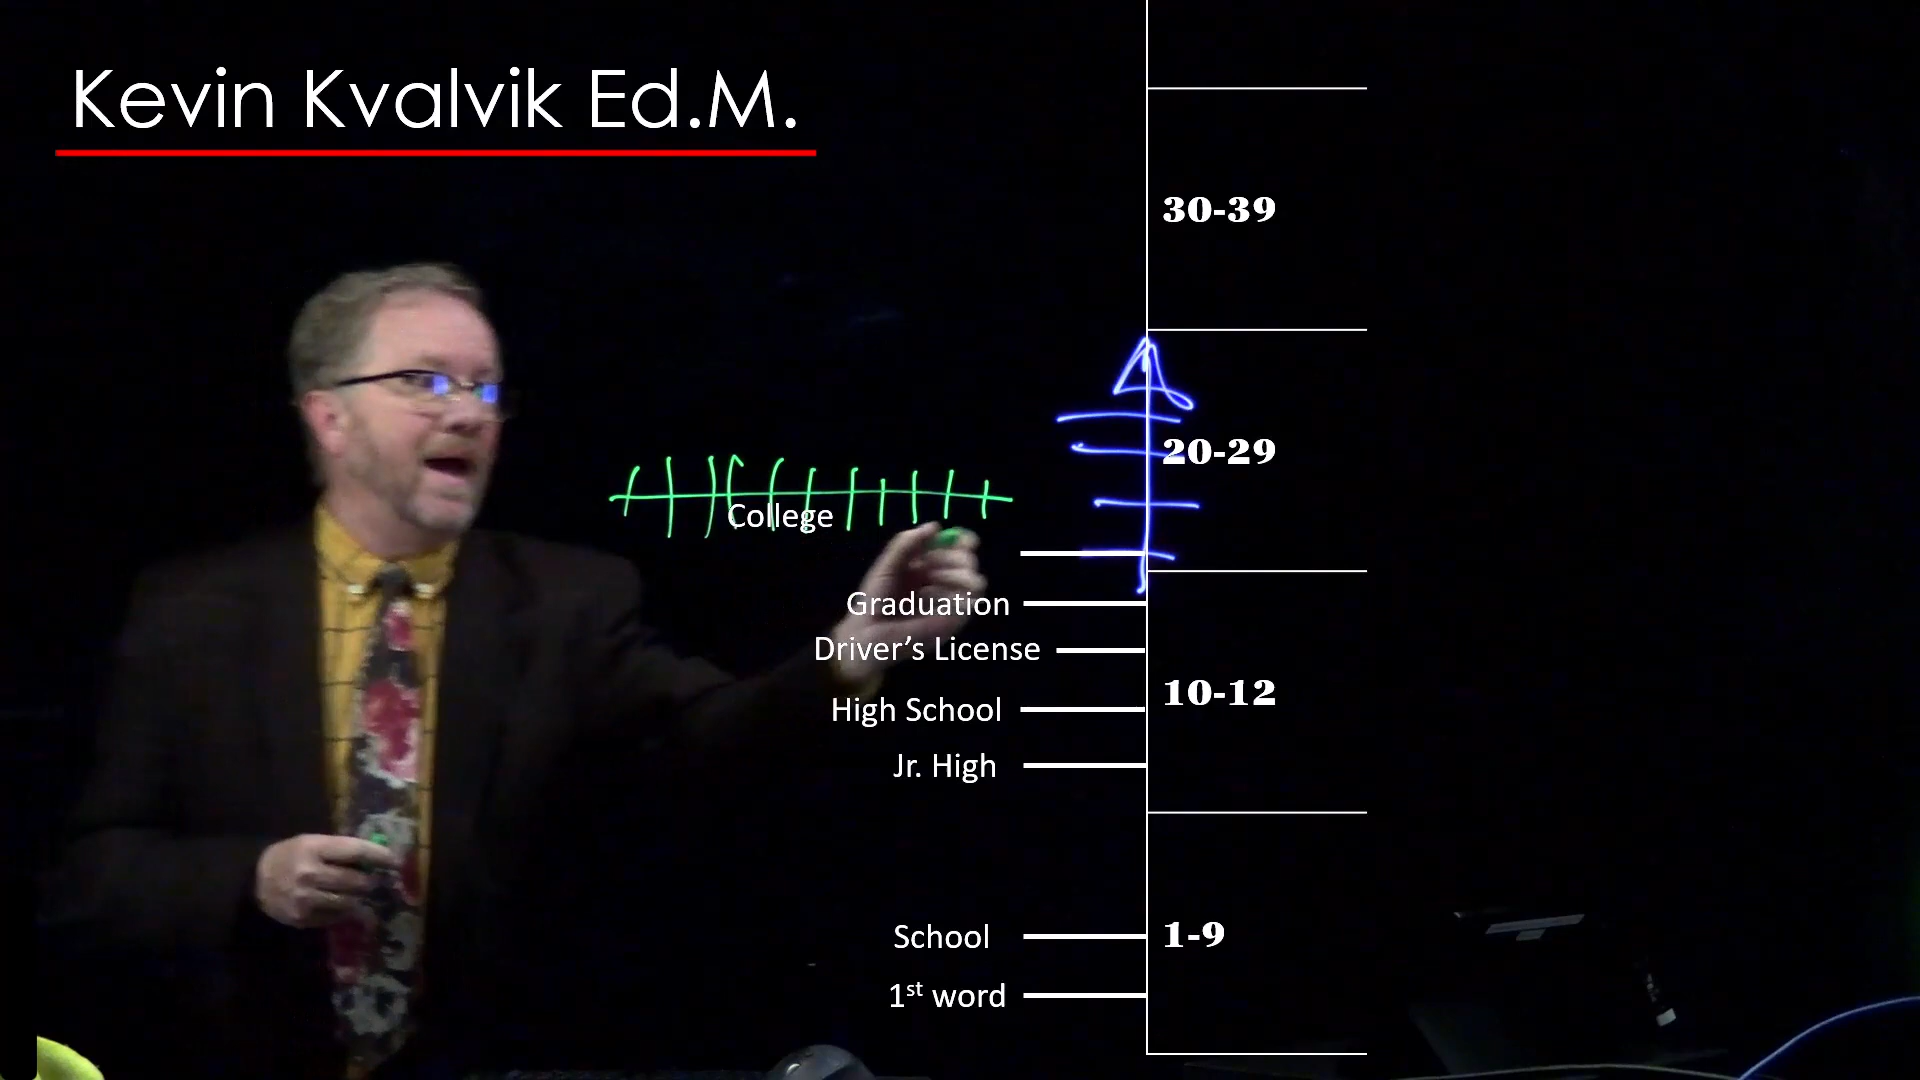 Kevin Kvalvik Ed.M.
30-39
20-29
College
Graduation
Driver's License
10-12
High School
Jr. High
School
1-9
1st word